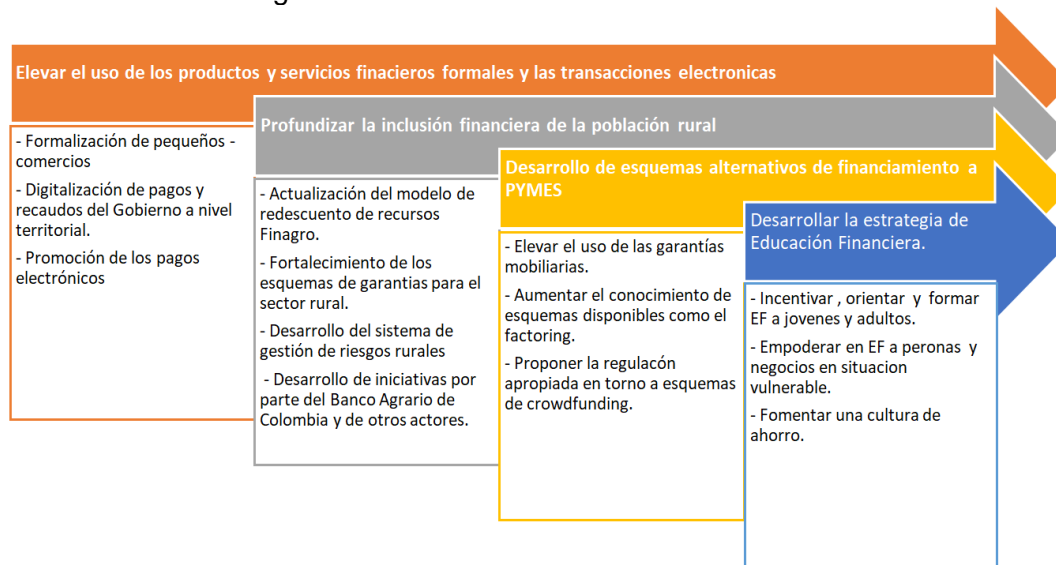 Elevar el uso de los productos y servicios finacieros formales y las transacciones electronicas
- Formalización de pequeños -
comercios
- Digitalización de pagos y
recaudos del Gobierno a nivel
territorial.
- Promoción de los pagos
electrónicos
Profundizar la inclusión financiera de la población rural
- Actualización del modelo de
redescuento de recursos
Finagro.
- Fortalecimiento de los
esquemas de garantias para el
sector rural.
- Desarrollo del sistema de
gestión de riesgos rurales
- Desarrollo de iniciativas por
parte del Banco Agrario de
Colombia y de otros actores.
Desarrollo de esquemas alternativos de financiamiento a
PYMES
- Elevar el uso de las garantías
mobiliarias.
- Aumentar el conocimiento de
esquemas disponibles como el
factoring.
- Proponer la regulacón
apropiada en torno a esquemas
de crowdfunding.
Desarrollar la estrategia de
Educación Financiera.
- Incentivar , orientar y formar
EF a jovenes y adultos.
- Empoderar en EF a peronas y
negocios en situacion
vulnerable.
- Fomentar una cultura de
ahorro.